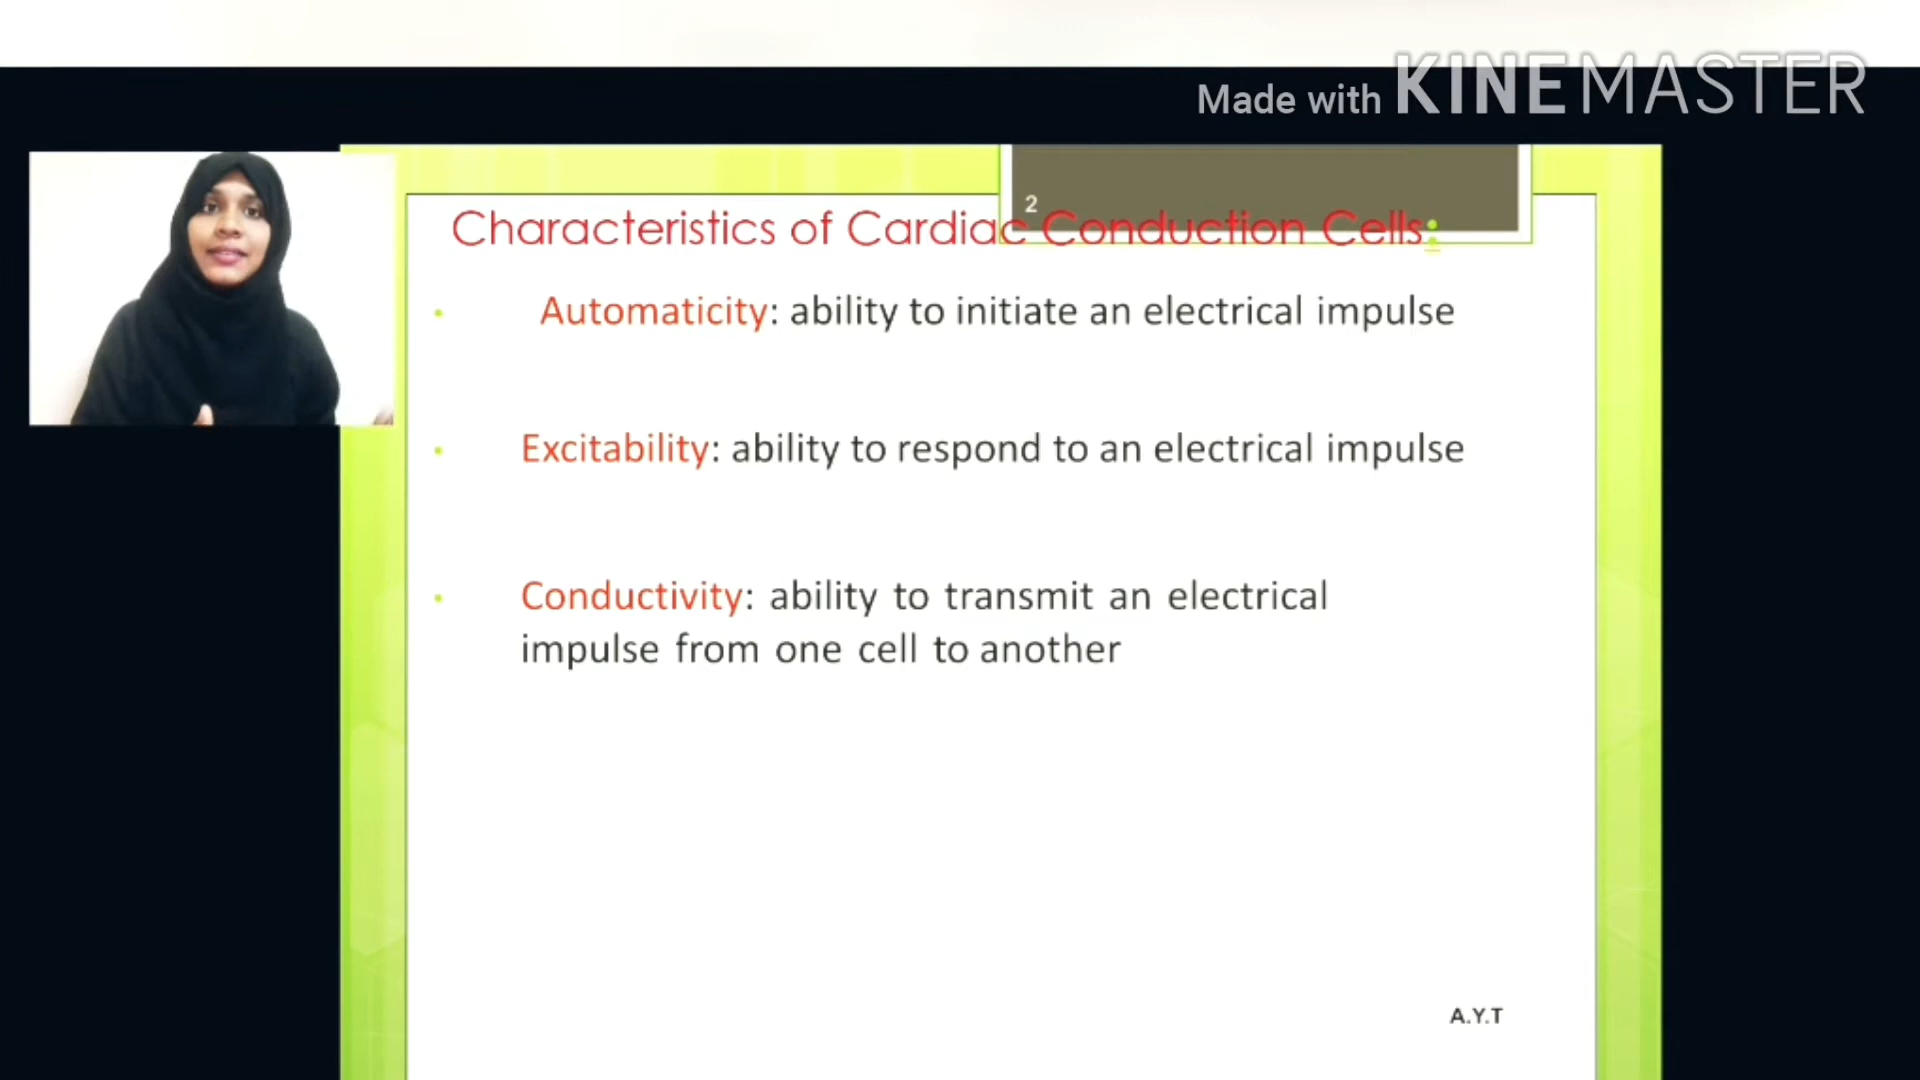 Made with KINEMASTER
2
Characteristics of Cardiac Conduction Cells:
• Automaticity: ability to initiate an electrical impulse
• Excitability: ability to respond to an electrical impulse
• Conductivity: ability to transmit an electrical
impulse from one cell to another
A.Y.T